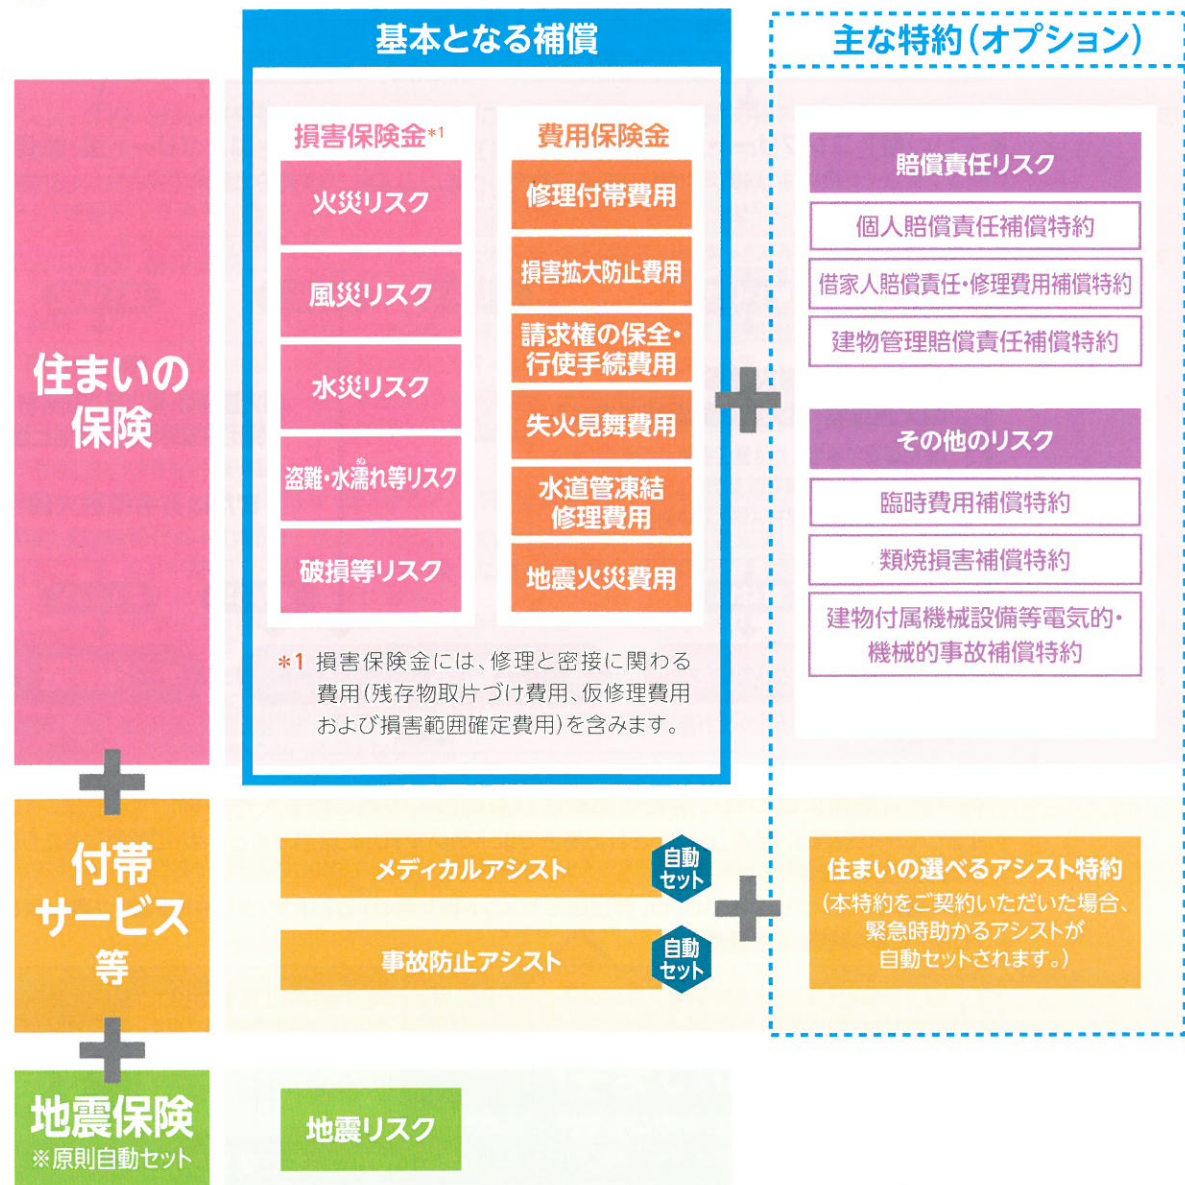 基本となる補償
主な特約(オプション)
住まいの
保険
損害保険金*1
火災リスク
風災リスク
水災リスク
盗難・水濡れ等リスク
ぬ
破損等リスク
費用保険金
修理付帯費用
損害拡大防止費用
請求権の保全・
行使手続費用
失火見舞費用
水道管凍結
修理費用
地震火災費用
*1 損害保険金には、修理と密接に関わる
費用(残存物取片づけ費用、仮修理費用
および損害範囲確定費用)を含みます。
賠償責任リスク
個人賠償責任補償特約
借家人賠償責任・修理費用補償特約
建物管理賠償責任補償特約
その他のリスク
臨時費用補償特約
類焼損害補償特約
建物付属機械設備等電気的・
機械的事故補償特約
付帯
サービス
等
メディカルアシスト
自動
セット
事故防止アシスト
自動
セット
住まいの選べるアシスト特約
(本特約をご契約いただいた場合、
緊急時助かるアシストが
自動セットされます。)
地震保険
※原則自動セット
地震リスク